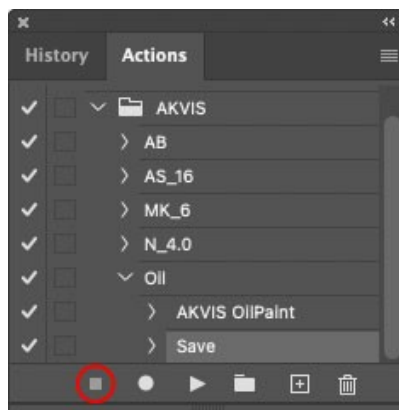 History Actions
AKVIS
AB
AS_16
MK_6
N_4.0
Oil
AKVIS OilPaint
Save